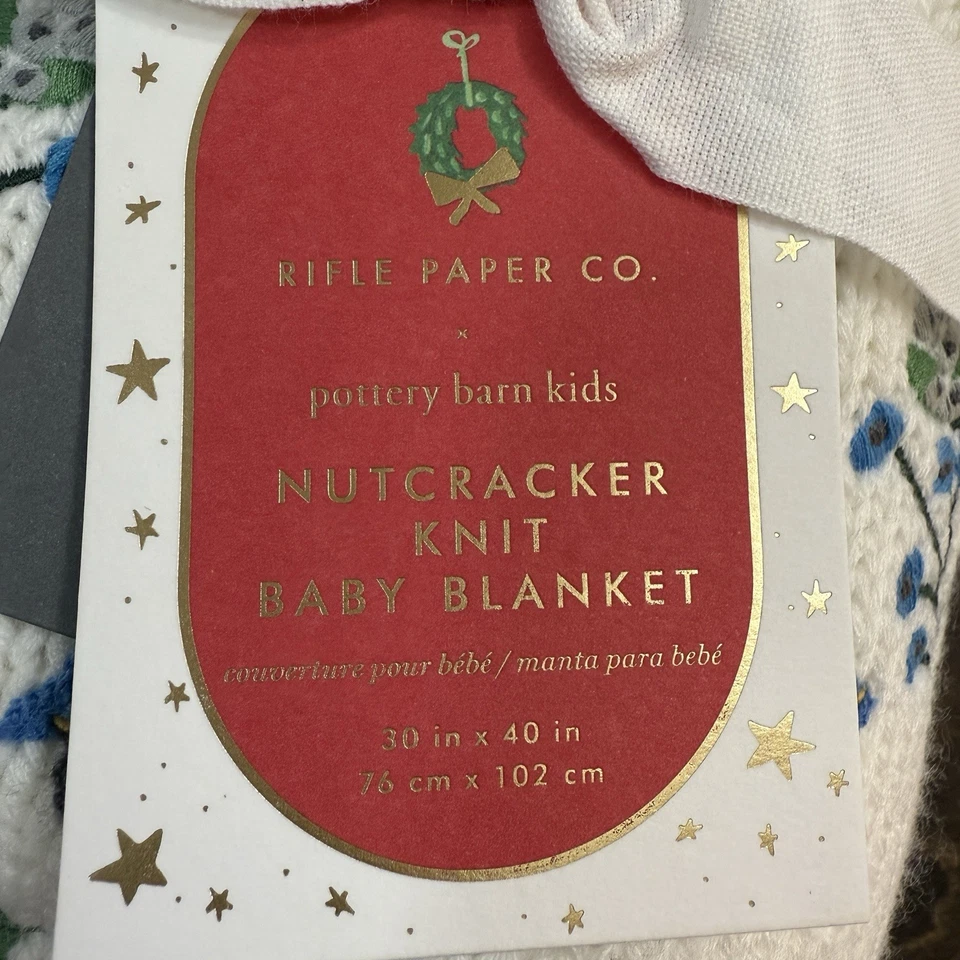 RIFLE PAPER CO.
×
pottery barn kids
NUTCRACKER
KNIT
BABY BLANKET
couverture pour bébé / manta para bebé
30 in x 40 in
76 cm x 102 cm